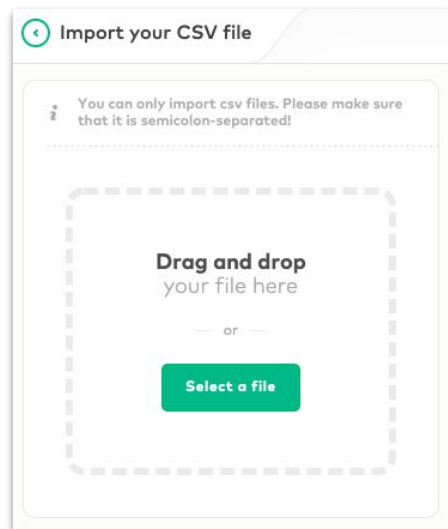 Import your CSV file
You can only import csv files. Please make sure
that it is semicolon-separated!
Drag and drop
your file here
or
Select a file